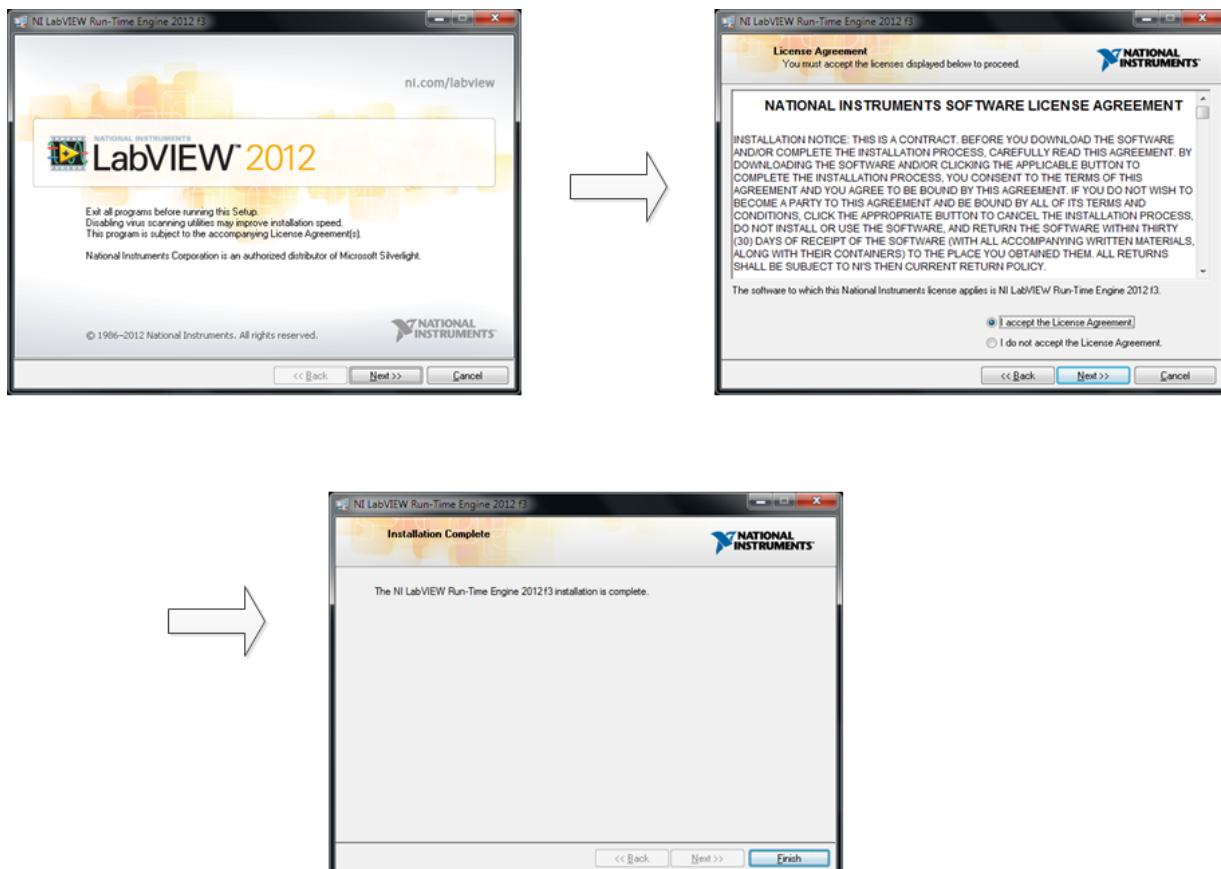 NI LabVIEW Run-Time Engine 2012 f3
ni.com/labview
NATIONAL INSTRUMENTS
LabVIEW™ 2012
Exit all programs before running this Setup.
Disabling virus scanning utilities may improve installation speed.
This program is subject to the accompanying License Agreement(s).
National Instruments Corporation is an authorized distributor of Microsoft Silverlight.
© 1986–2012 National Instruments. All rights reserved.
NATIONAL
INSTRUMENTS™
<< Back
Next >>
Cancel
NI LabVIEW Run-Time Engine 2012 f3
License Agreement
You must accept the licenses displayed below to proceed.
NATIONAL
INSTRUMENTS™
NATIONAL INSTRUMENTS SOFTWARE LICENSE AGREEMENT
INSTALLATION NOTICE: THIS IS A CONTRACT. BEFORE YOU DOWNLOAD THE SOFTWARE
AND/OR COMPLETE THE INSTALLATION PROCESS, CAREFULLY READ THIS AGREEMENT. BY
DOWNLOADING THE SOFTWARE AND/OR CLICKING THE APPLICABLE BUTTON TO
COMPLETE THE INSTALLATION PROCESS, YOU CONSENT TO THE TERMS OF THIS
AGREEMENT AND YOU AGREE TO BE BOUND BY THIS AGREEMENT. IF YOU DO NOT WISH TO
BECOME A PARTY TO THIS AGREEMENT AND BE BOUND BY ALL OF ITS TERMS AND
CONDITIONS, CLICK THE APPROPRIATE BUTTON TO CANCEL THE INSTALLATION PROCESS,
DO NOT INSTALL OR USE THE SOFTWARE, AND RETURN THE SOFTWARE WITHIN THIRTY
(30) DAYS OF RECEIPT OF THE SOFTWARE (WITH ALL ACCOMPANYING WRITTEN MATERIALS,
ALONG WITH THEIR CONTAINERS) TO THE PLACE YOU OBTAINED THEM. ALL RETURNS
SHALL BE SUBJECT TO NI'S THEN CURRENT RETURN POLICY.
The software to which this National Instruments license applies is NI LabVIEW Run-Time Engine 2012 f3.
I accept the License Agreement.
I do not accept the License Agreement.
<< Back
Next >>
Cancel
NI LabVIEW Run-Time Engine 2012 f3
Installation Complete
NATIONAL
INSTRUMENTS™
The NI LabVIEW Run-Time Engine 2012 f3 installation is complete.
<< Back
Next >>
Finish